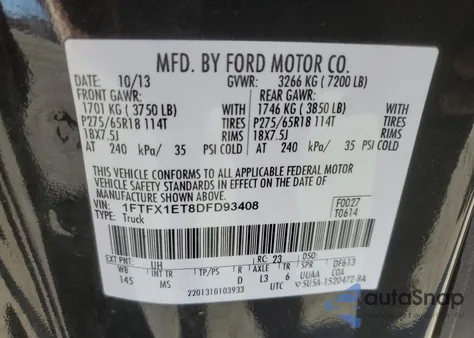 MFD. BY FORD MOTOR CO.
DATE: 10/13 GVWR: 3266 KG ( 7200 LB)
FRONT GAWR: REAR GAWR:
1701 KG ( 3750 LB) WITH 1746 KG ( 3850 LB) WITH
P275/65R18 114T TIRES P275/65R18 114T TIRES
18X7.5J RIMS 18X7.5J RIMS
AT 240 kPa/ 35 PSI COLD AT 240 kPa/ 35 PSI COLD
THIS VEHICLE CONFORMS TO ALL APPLICABLE FEDERAL MOTOR
VEHICLE SAFETY STANDARDS IN EFFECT ON THE DATE OF
MANUFACTURE SHOWN ABOVE.
VIN: 1FTFX1ET8DFD93408
TYPE: Truck
F0027
T0614
EXT PNT: UH RC: 23 DSO:
WB INT TR TP/PS R AXLE TR SPR DF613
145 MS D L3 6 UUAA
2201310103933 UTC 5USA-1520472-BA
autoSnap